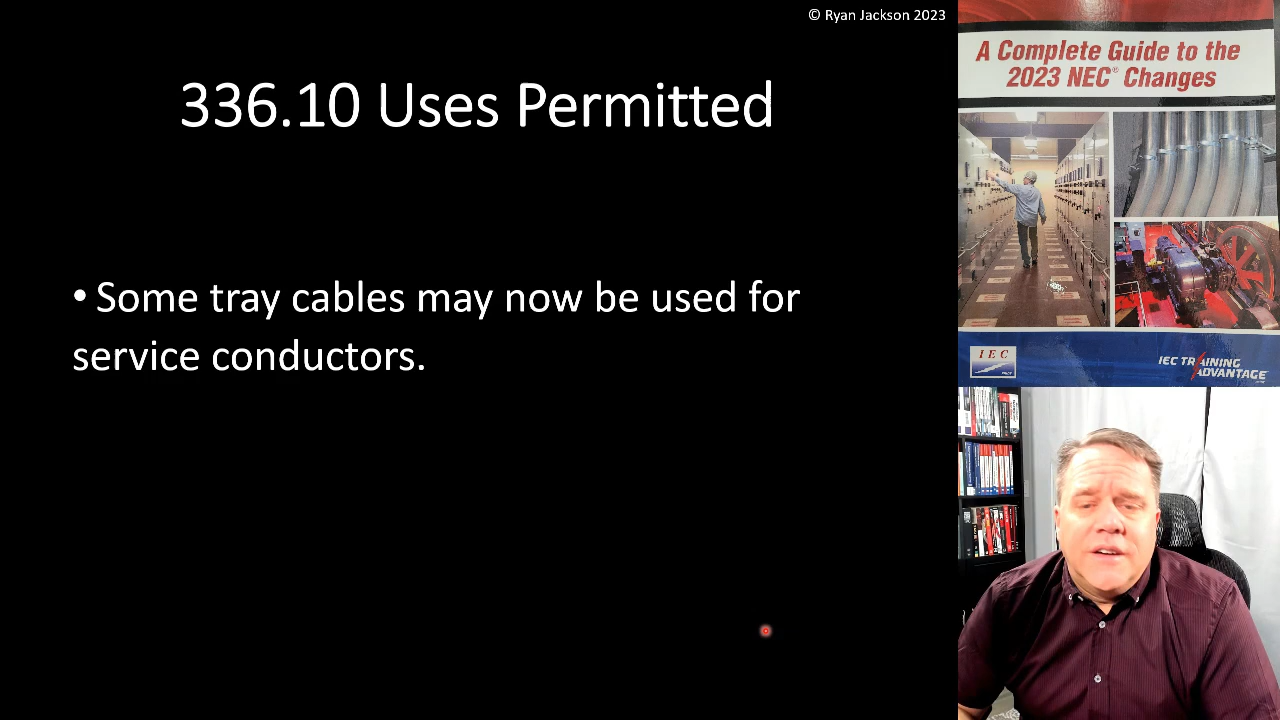 © Ryan Jackson 2023
336.10 Uses Permitted
• Some tray cables may now be used for
service conductors.
A Complete Guide to the
2023 NEC® Changes
IEC
IEC TRAINING
ADVANTAGE